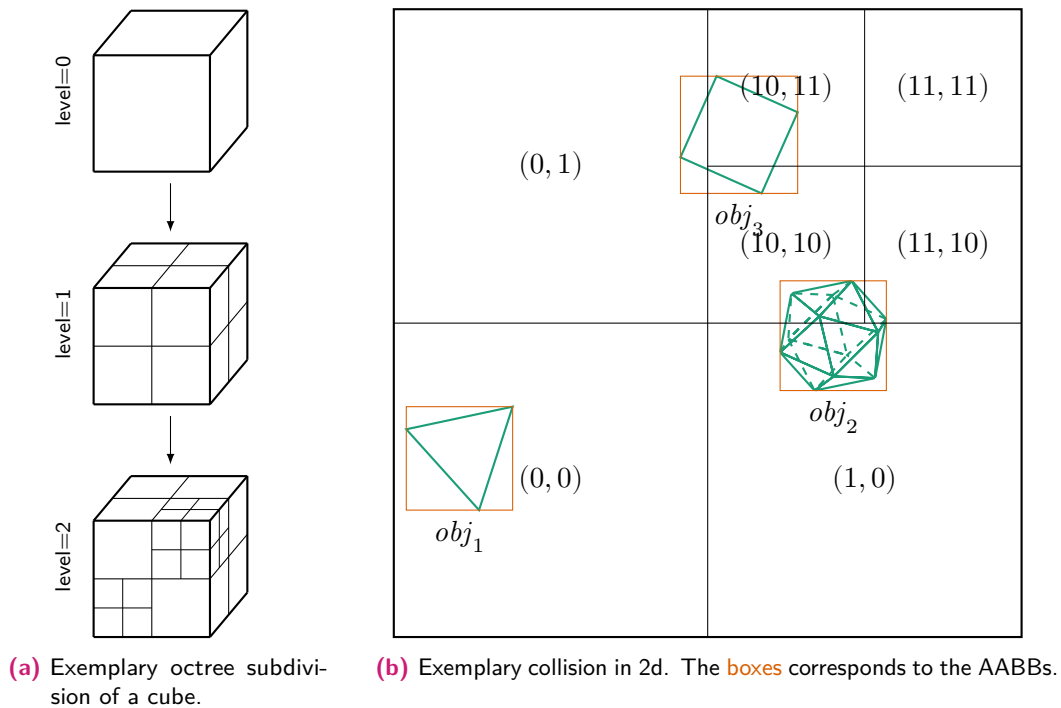 level=0
level=1
level=2
(a) Exemplary octree subdivi-
sion of a cube.
(10, 11)
(11, 11)
(0, 1)
obj3
(10, 10)
(11, 10)
obj2
(0, 0)
(1, 0)
obj1
(b) Exemplary collision in 2d. The boxes corresponds to the AABBs.